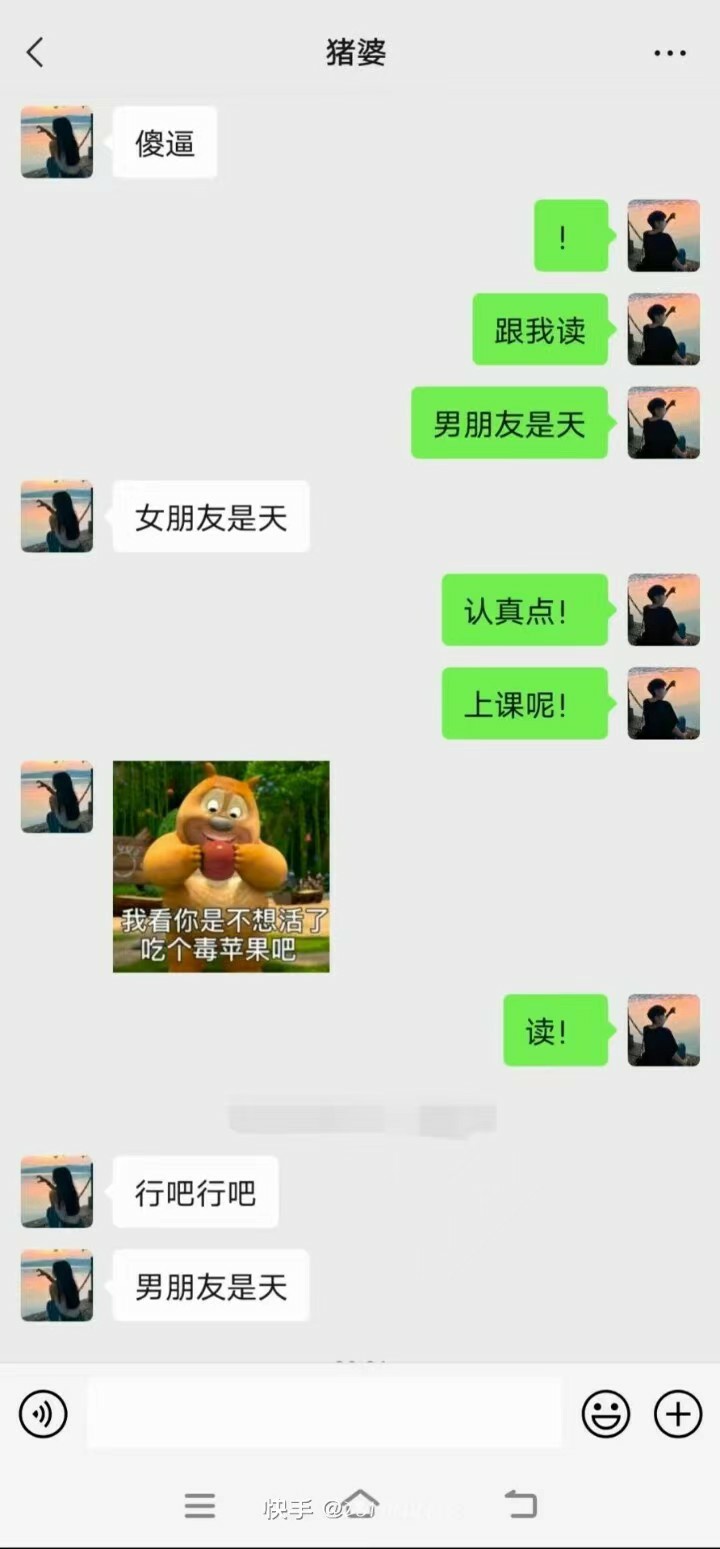 猪婆
傻逼
！
跟我读
男朋友是天
女朋友是天
认真点！
上课呢！
我看你是不想活了
吃个毒苹果吧
读！
行吧行吧
男朋友是天
快手 @